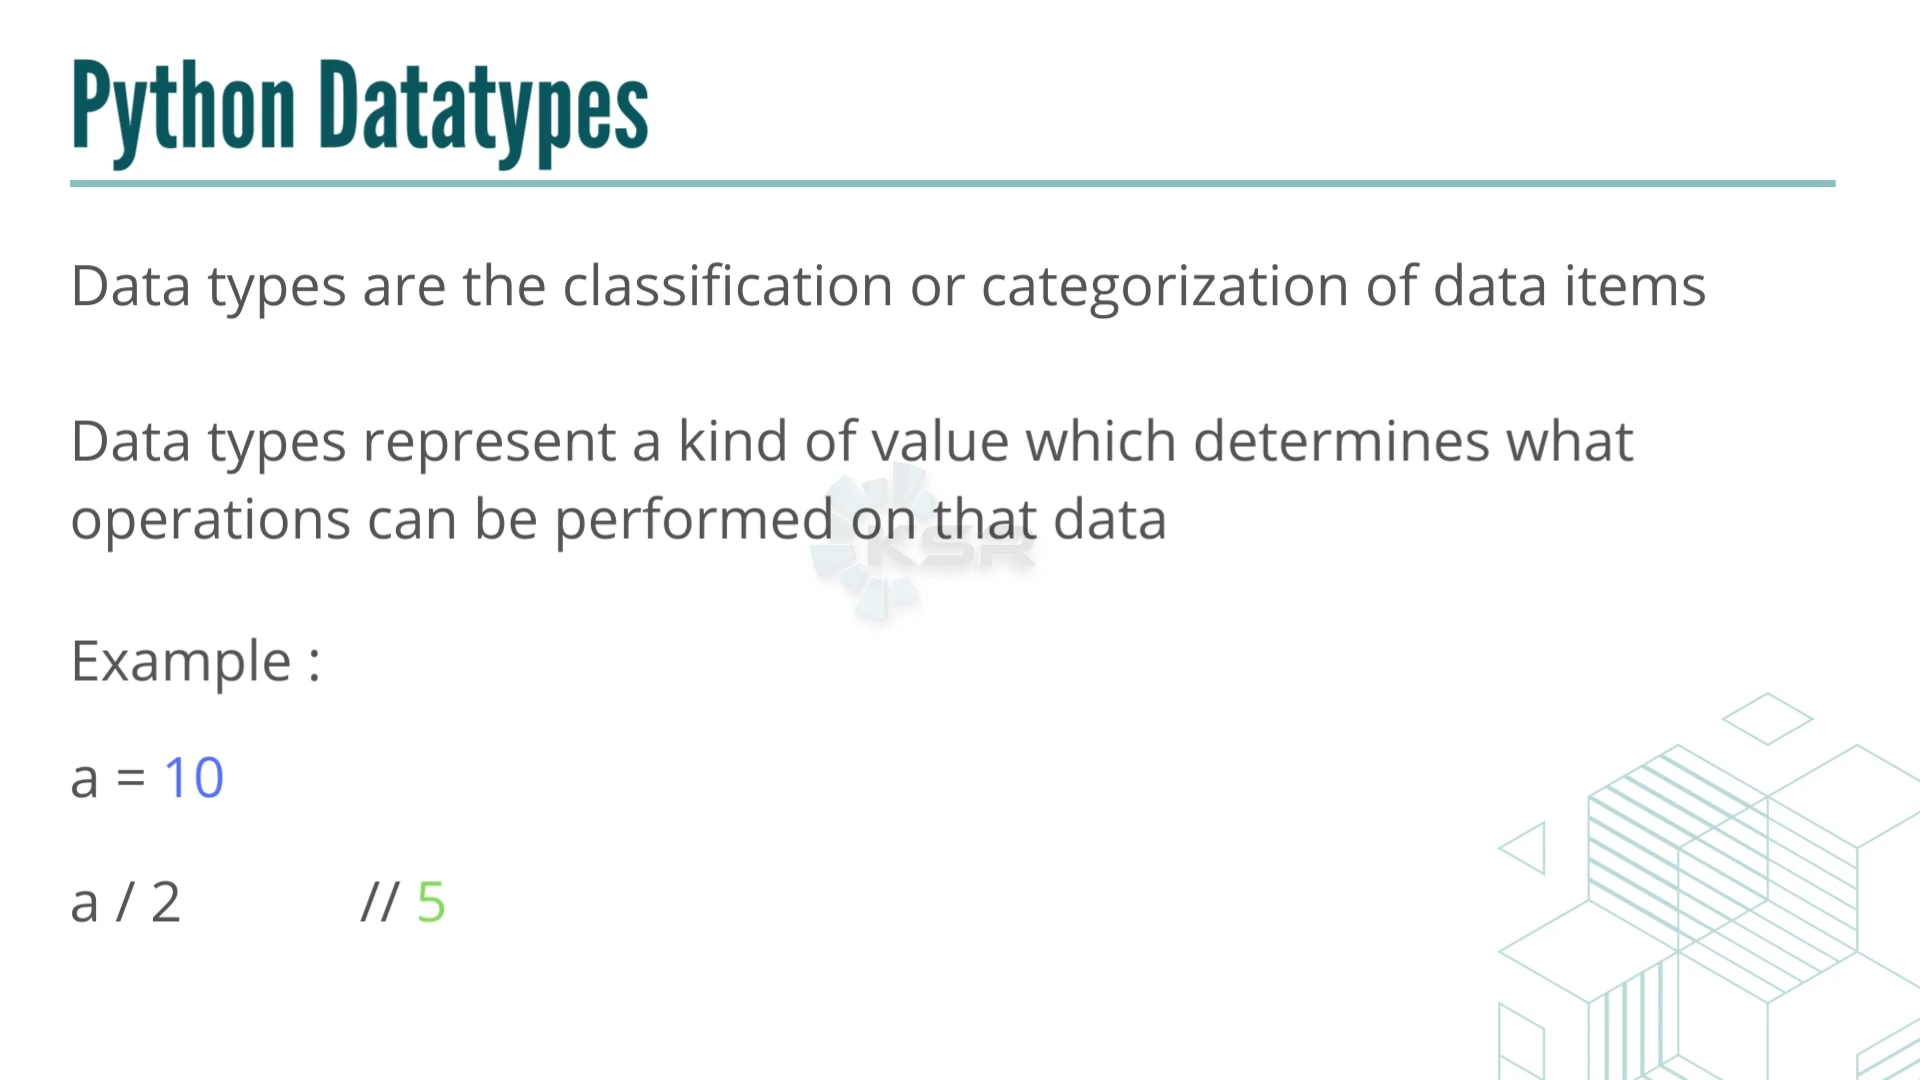 Python Datatypes
Data types are the classification or categorization of data items
Data types represent a kind of value which determines what
operations can be performed on that data
KSR
Example :
a = 10
a / 2 // 5